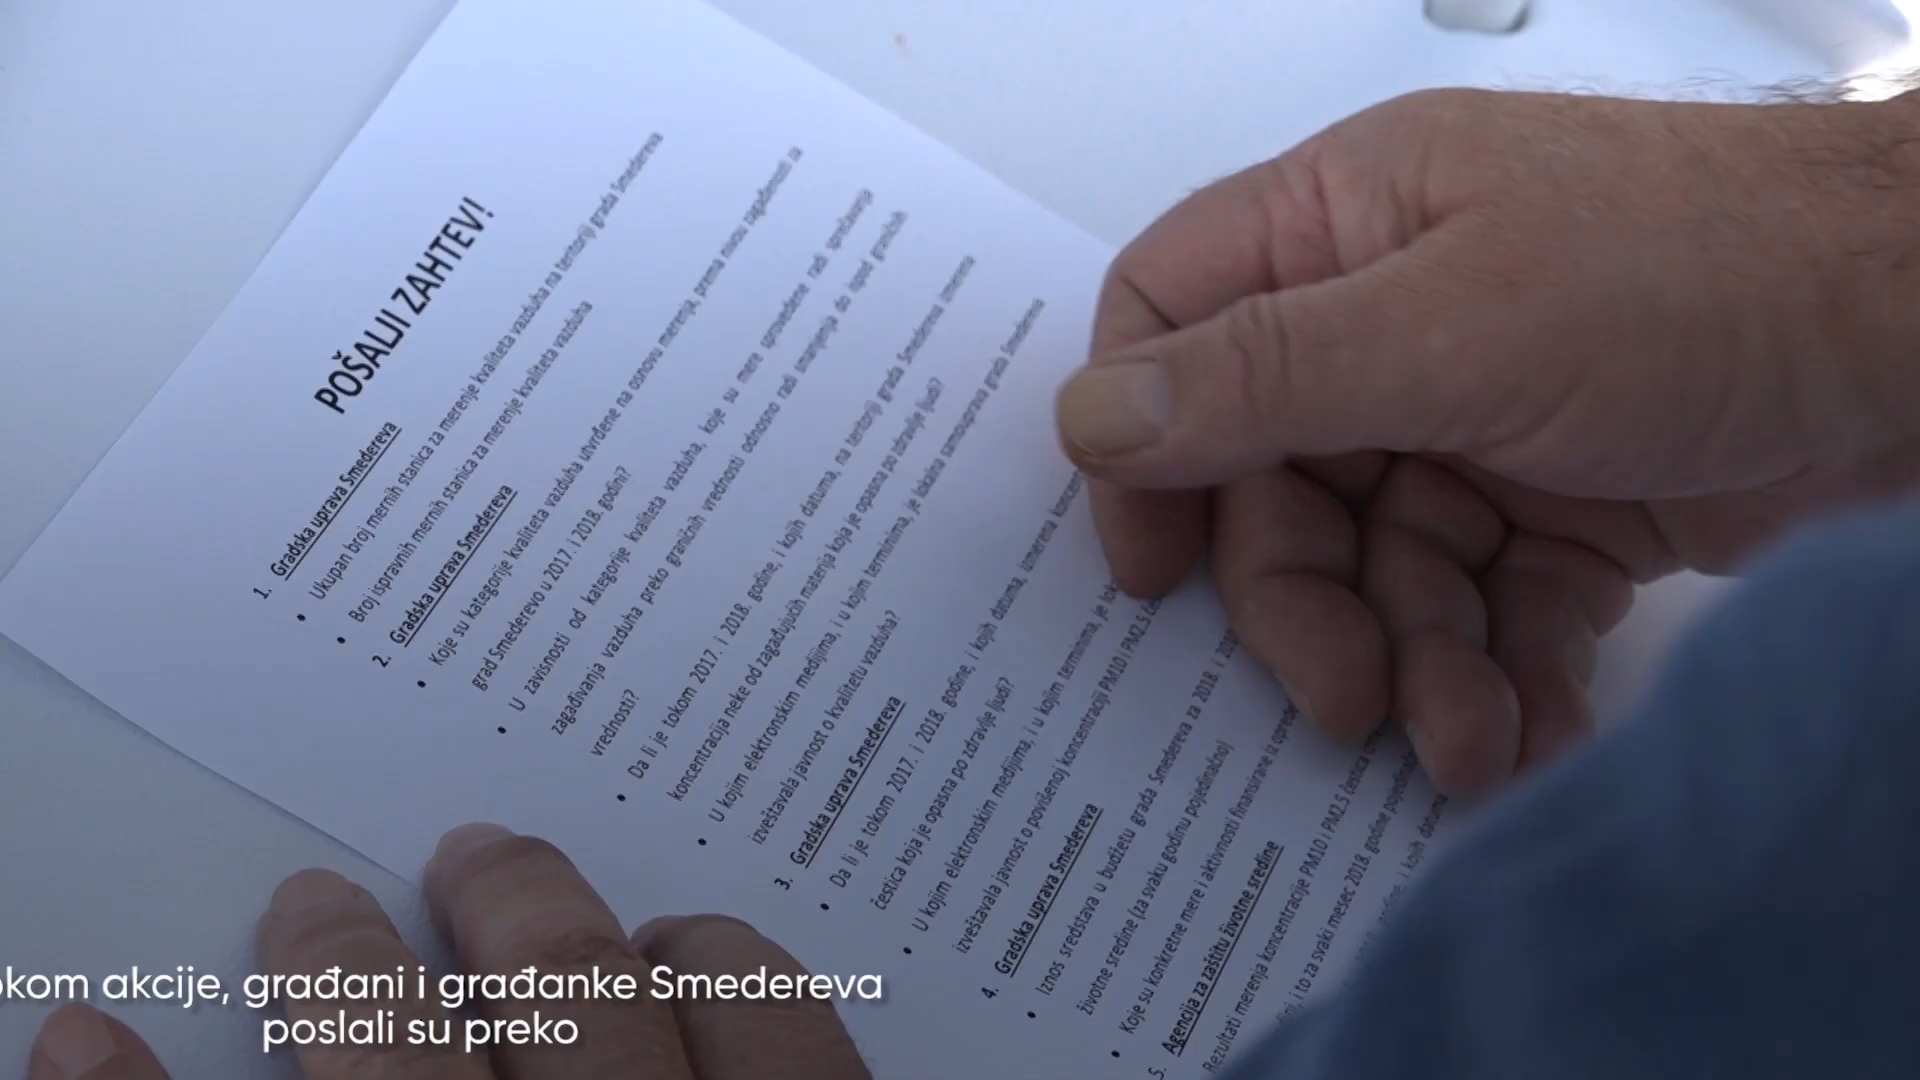 POŠALJI ZAHTEV!
1. Gradska uprava Smedereva
• Ukupan broj mernih stanica za merenje kvaliteta vazduha na teritoriji grada Smedereva
• Broj ispravnih mernih stanica za merenje kvaliteta vazduha
2. Gradska uprava Smedereva
• Koje su kategorije kvaliteta vazduha utvrđene na osnovu merenja, prema nivou zagađenosti za
grad Smederevo u 2017. i 2018. godini?
• U zavisnosti od kategorije kvaliteta vazduha, koje su mere sprovedene radi sprečavanja
zagađivanja vazduha preko graničnih vrednosti odnosno radi smanjenja do ispod graničnih
vrednosti?
• Da li je tokom 2017. i 2018. godine, i kojih datuma, na teritoriji grada Smedereva izmerena
koncentracija neke od zagađujućih materija koja je opasna po zdravlje ljudi?
• U kojim elektronskim medijima, i u kojim terminima, je lokalna samouprava grada Smedereva
izveštavala javnost o kvalitetu vazduha?
3. Gradska uprava Smedereva
• Da li je tokom 2017. i 2018. godine, i kojih datuma, izmerena
čestica koja je opasna po zdravlje ljudi?
• U kojim elektronskim medijima, i u kojim terminima, je
izveštavala javnost o povišenoj koncentraciji PM10 i PM2.5
4. Gradska uprava Smedereva
• Iznos sredstava u budžetu grada Smedereva za 2018. i
životne sredine (za svaku godinu pojedinačno)
• Koje su konkretne mere i aktivnosti finansirane iz
5. Agencija za zaštitu životne sredine
Rezultati merenja koncentracije PM10 i PM2.5 čestica
i to za svaki mesec 2018. godine
i kojih datuma
okom akcije, građani i građanke Smedereva
poslali su preko